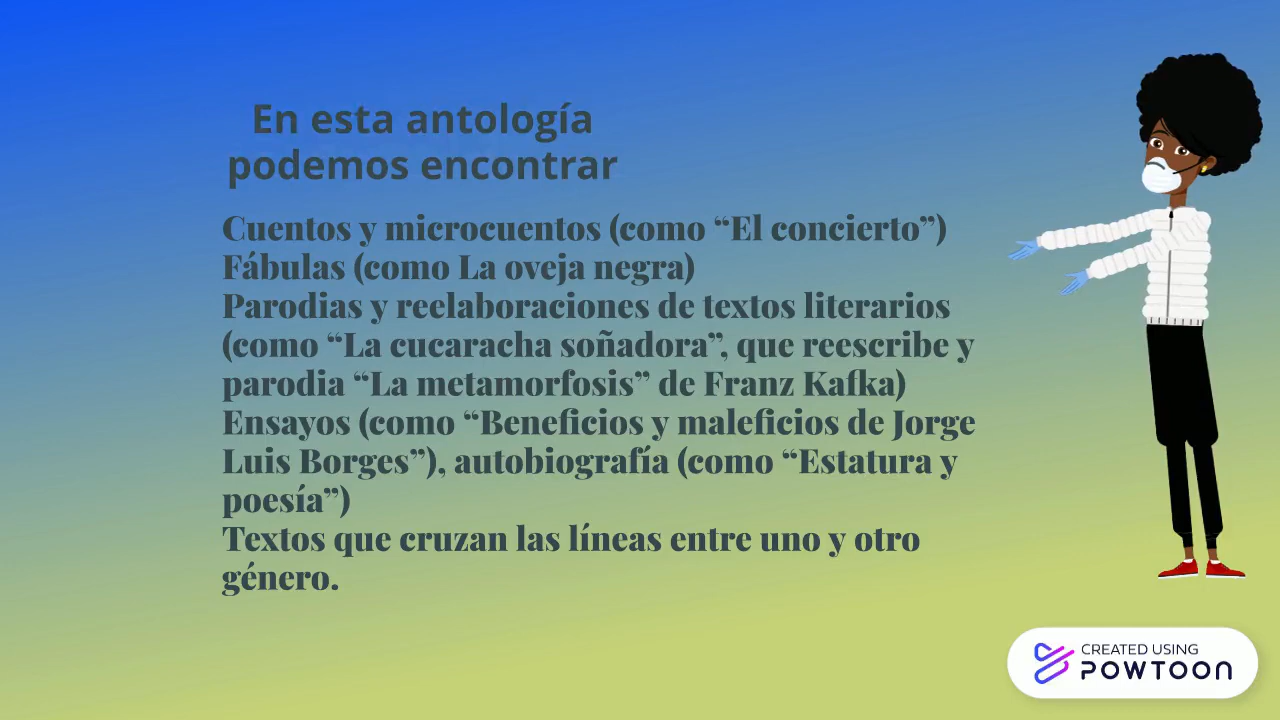 En esta antología
podemos encontrar
Cuentos y microcuentos (como “El concierto”)
Fábulas (como La oveja negra)
Parodias y reelaboraciones de textos literarios
(como “La cucaracha soñadora”, que reescribe y
parodia “La metamorfosis” de Franz Kafka)
Ensayos (como “Beneficios y maleficios de Jorge
Luis Borges”), autobiografía (como “Estatura y
poesía”)
Textos que cruzan las líneas entre uno y otro
género.
CREATED USING
POWTOON